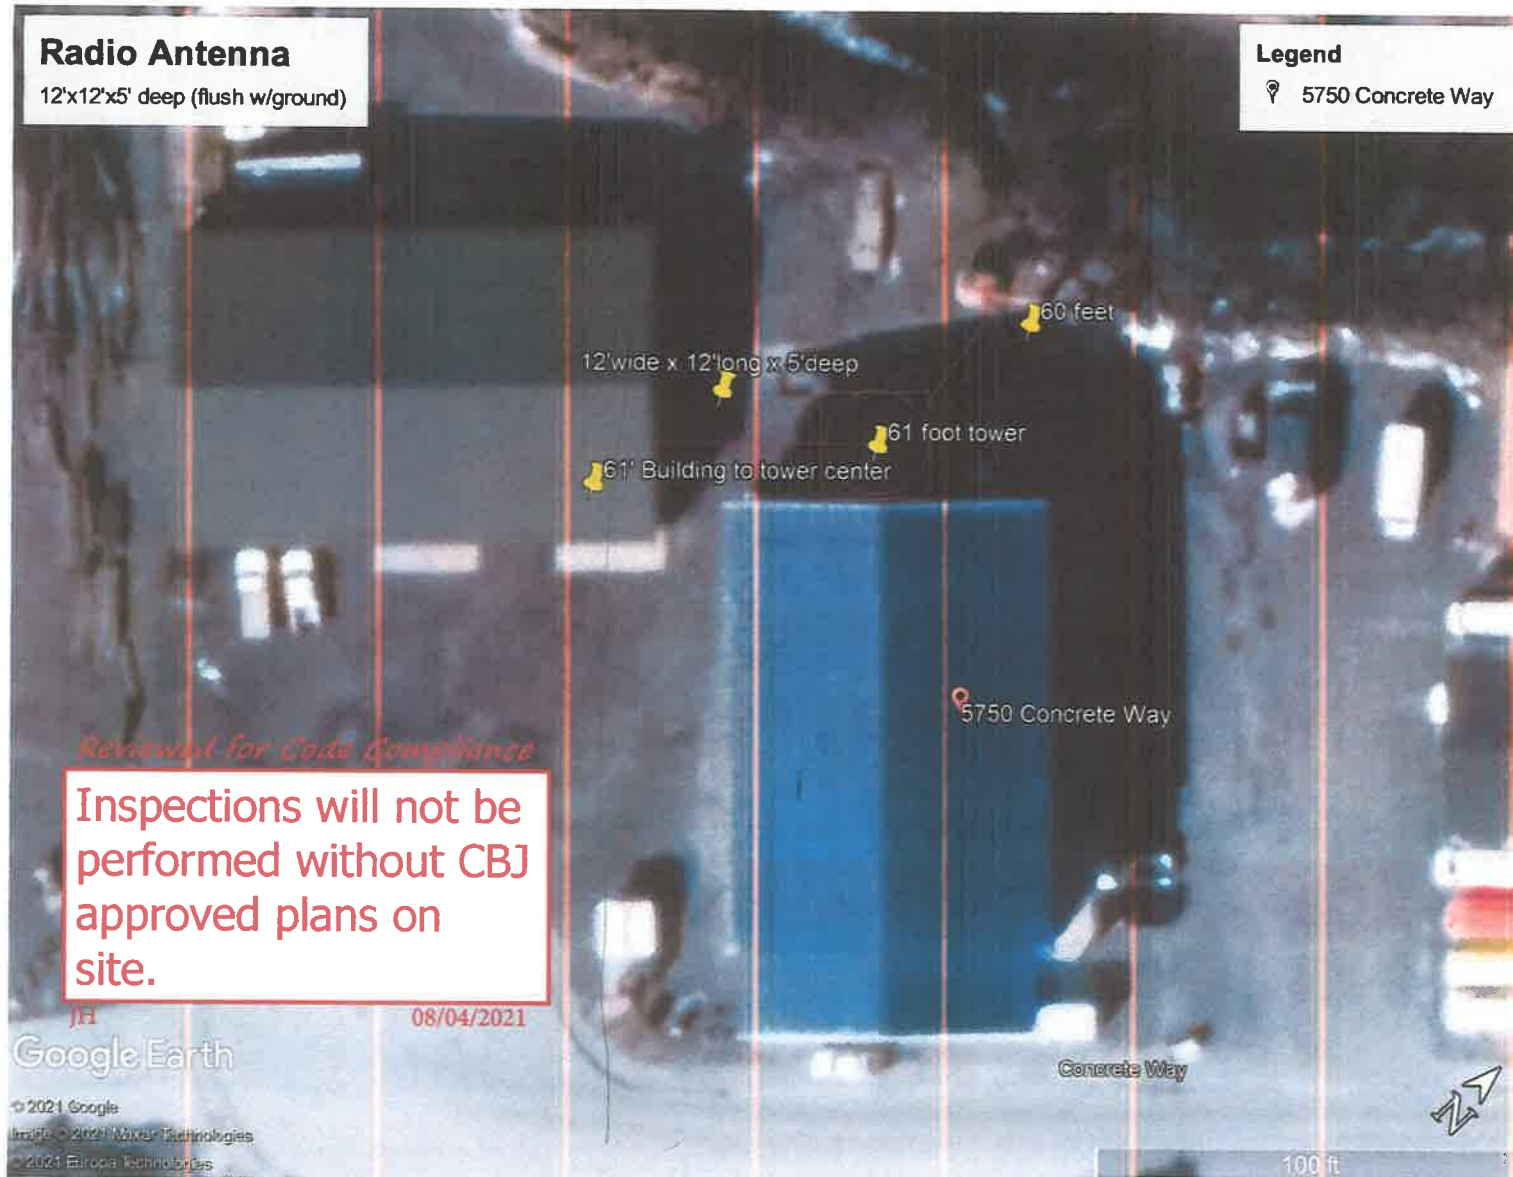 Radio Antenna
12'x12'x5' deep (flush w/ground)
Legend
5750 Concrete Way
60 feet
12'wide x 12'long x 5'deep
61 foot tower
61' Building to tower center
5750 Concrete Way
Reviewed for Code Compliance
Inspections will not be
performed without CBJ
approved plans on
site.
JH 08/04/2021
Google Earth
Concrete Way
© 2021 Google
Image © 2021 Maxar Technologies
© 2021 Europa Technologies
N
100 ft